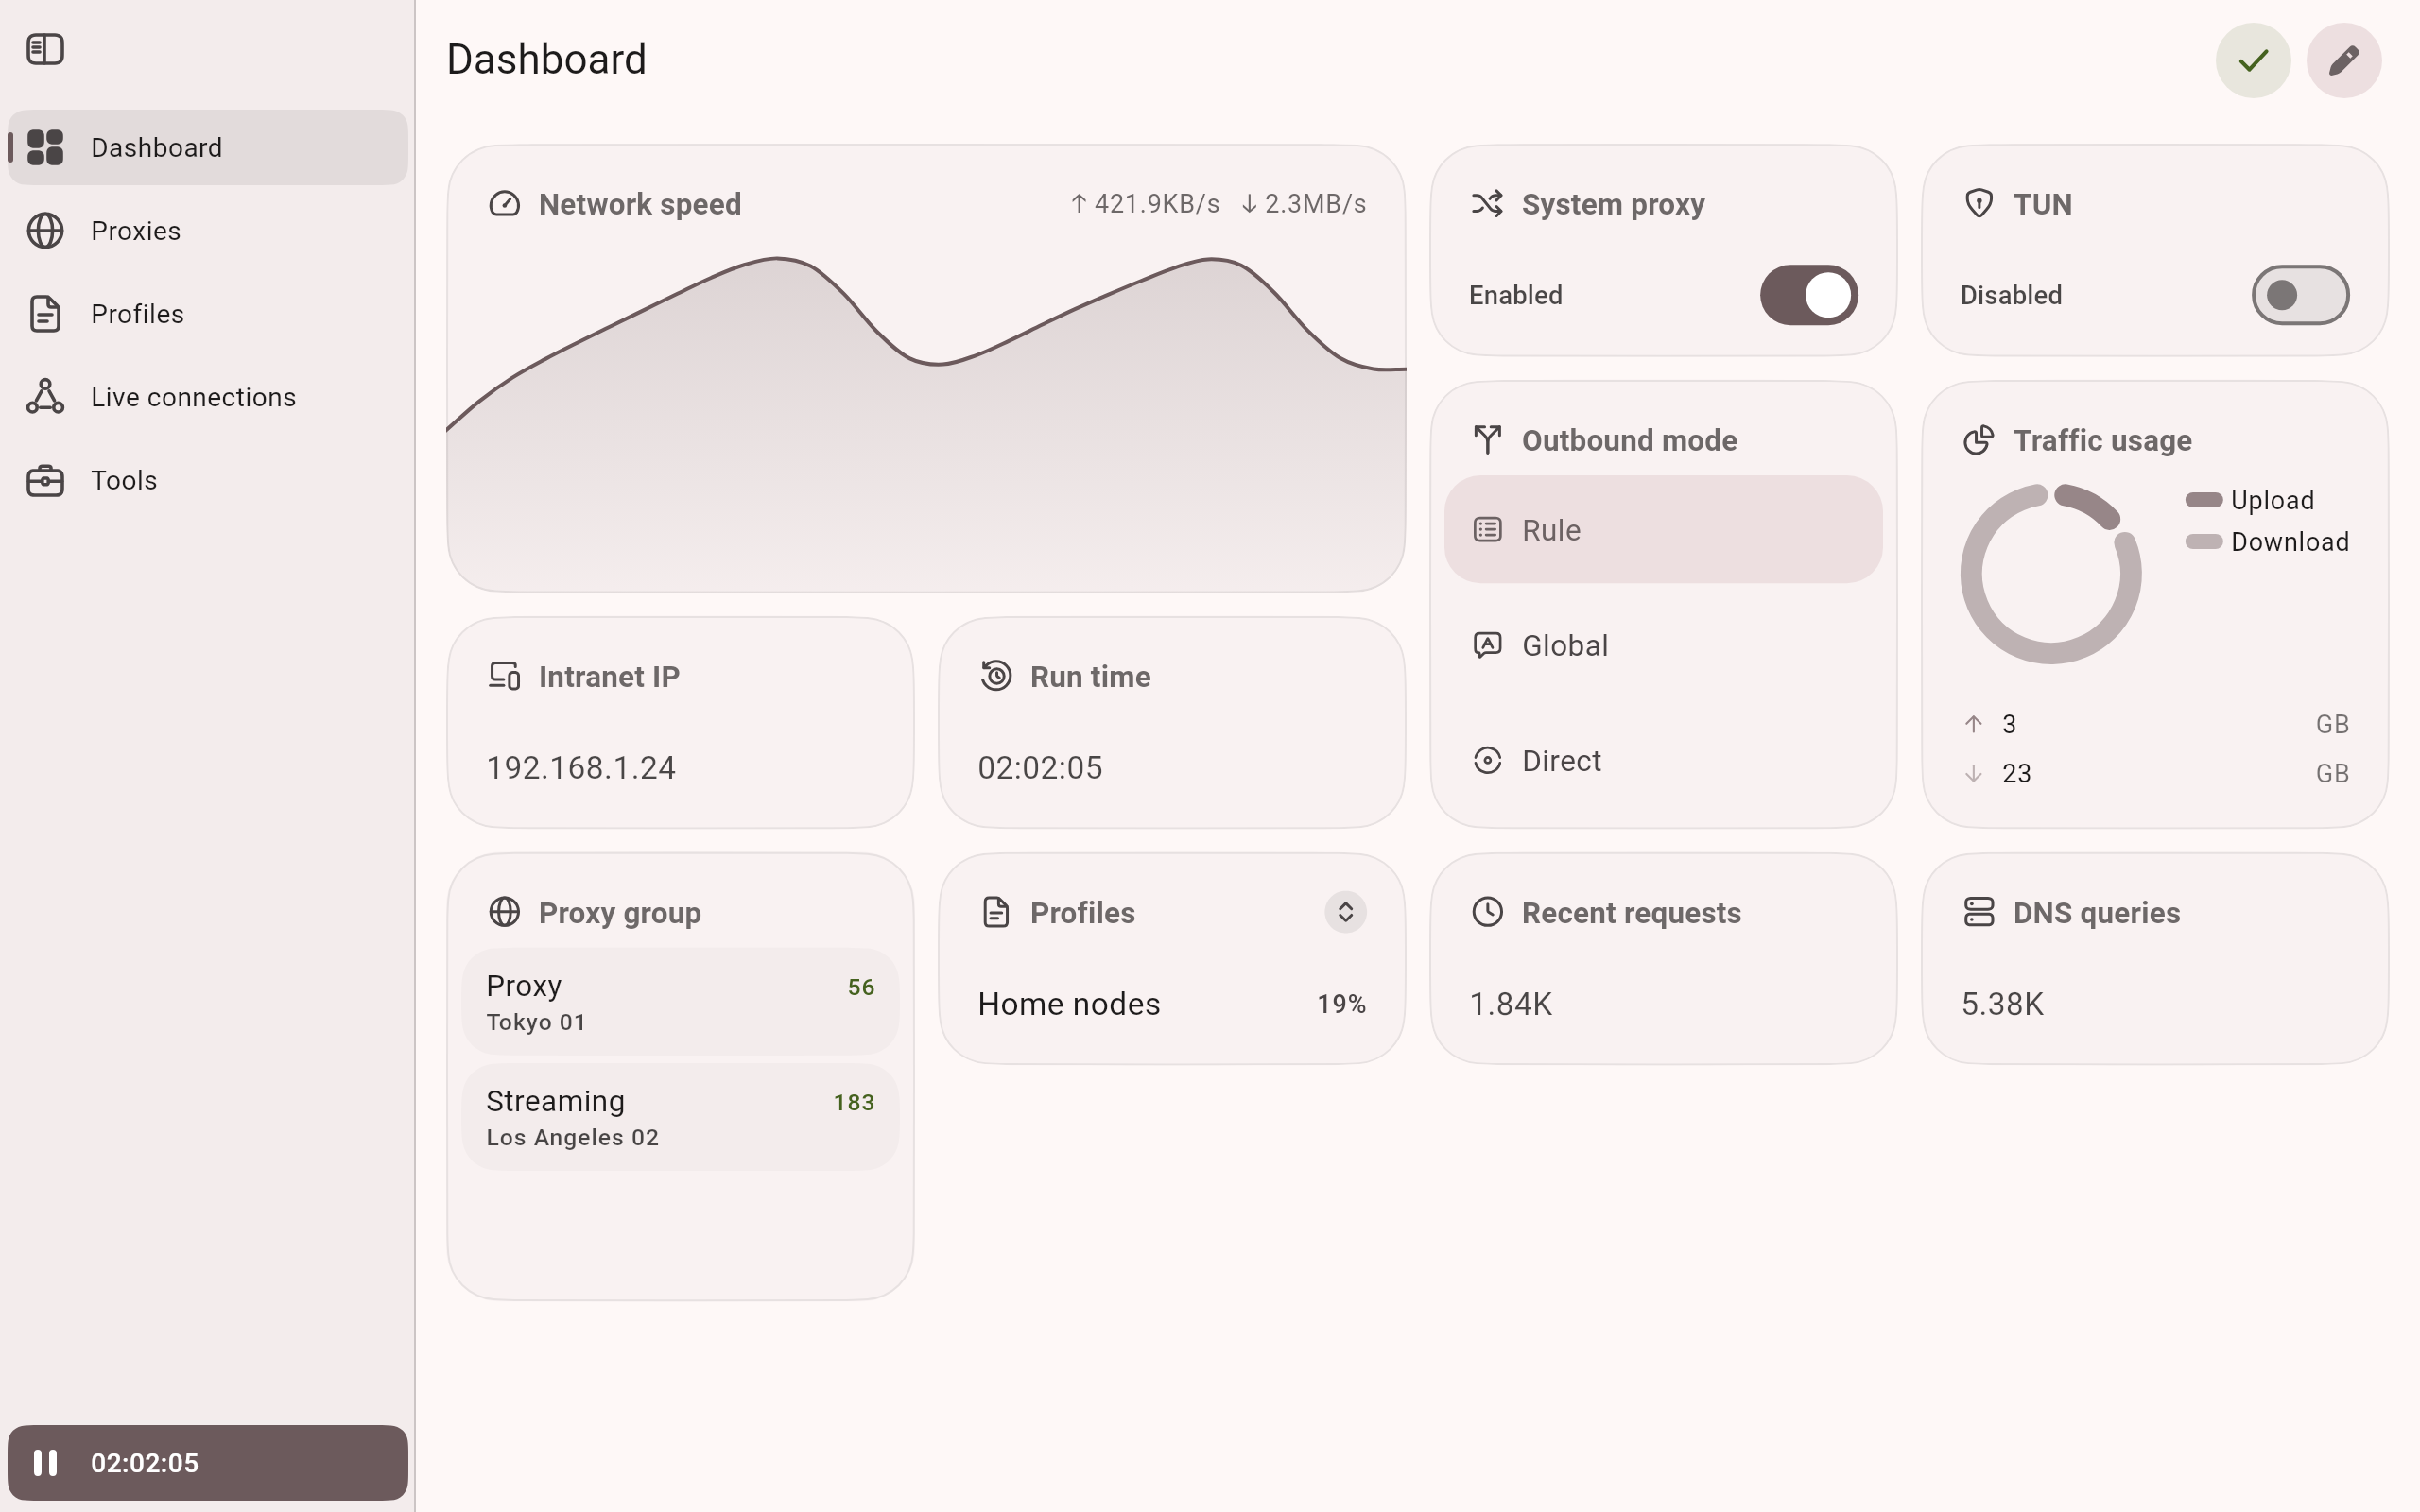 Dashboard
Proxies
Profiles
Live connections
Tools
02:02:05
Dashboard
Network speed
↑ 421.9KB/s ↓ 2.3MB/s
System proxy
Enabled
TUN
Disabled
Outbound mode
Rule
Global
Direct
Traffic usage
Upload
Download
↑ 3 GB
↓ 23 GB
Intranet IP
192.168.1.24
Run time
02:02:05
Proxy group
Proxy 56
Tokyo 01
Streaming 183
Los Angeles 02
Profiles
Home nodes 19%
Recent requests
1.84K
DNS queries
5.38K